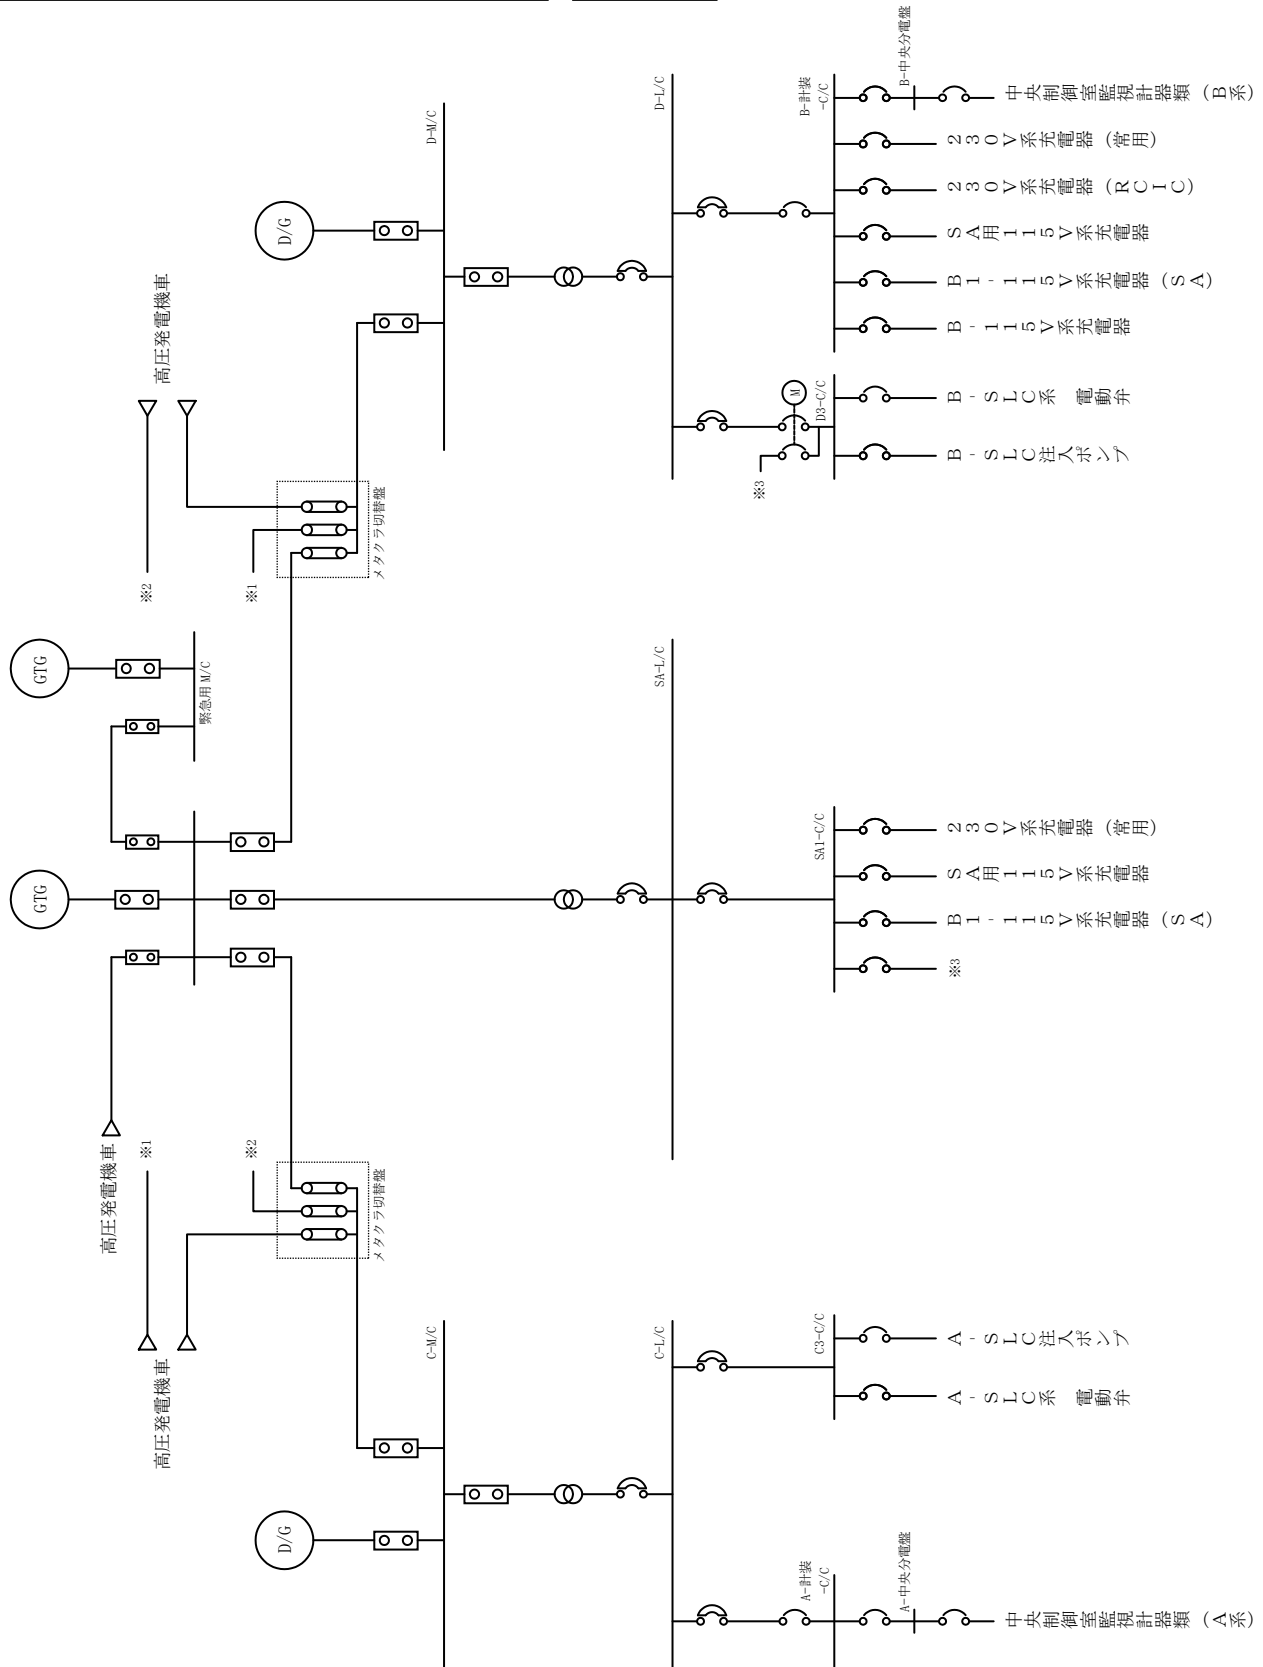 B-中央分電盤
B-計装
-C/C
D-L/C
D-M/C
中央制御室監視計器類（B系）
230V系充電器（常用）
230V系充電器（RCIC）
SA用115V系充電器
B1-115V系充電器（SA）
B-115V系充電器
D/G
高圧発電機車
M
D3-C/C
B-SLC系 電動弁
B-SLC注入ポンプ
※3
メタクラ切替盤
※2
※1
GTG
緊急用M/C
SA-L/C
SA1-C/C
230V系充電器（常用）
SA用115V系充電器
B1-115V系充電器（SA）
※3
GTG
高圧発電機車
※1
※2
メタクラ切替盤
高圧発電機車
C-M/C
C-L/C
C3-C/C
A-SLC注入ポンプ
A-SLC系 電動弁
D/G
A-計装
-C/C
A-中央分電盤
中央制御室監視計器類（A系）